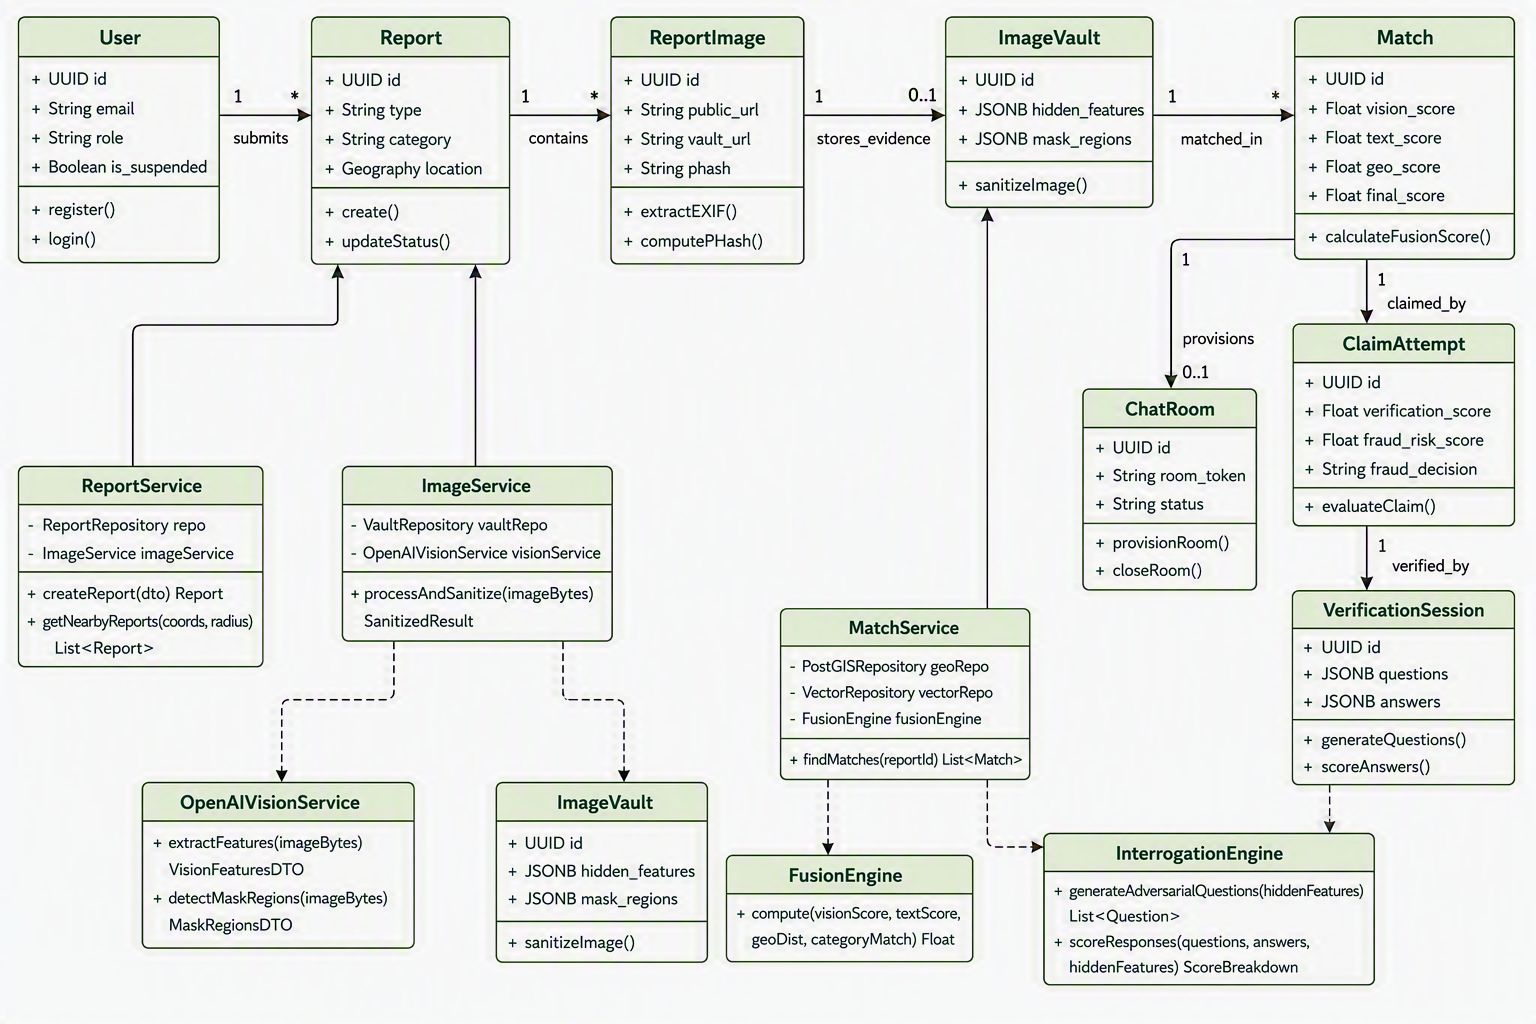 User
+ UUID id
+ String email
+ String role
+ Boolean is_suspended
+ register()
+ login()
1
*
submits
Report
+ UUID id
+ String type
+ String category
+ Geography location
+ create()
+ updateStatus()
1
*
contains
ReportImage
+ UUID id
+ String public_url
+ String vault_url
+ String phash
+ extractEXIF()
+ computePHash()
1
0..1
stores_evidence
ImageVault
+ UUID id
+ JSONB hidden_features
+ JSONB mask_regions
+ sanitizeImage()
1
*
matched_in
Match
+ UUID id
+ Float vision_score
+ Float text_score
+ Float geo_score
+ Float final_score
+ calculateFusionScore()
1
provisions
0..1
1
claimed_by
ChatRoom
+ UUID id
+ String room_token
+ String status
+ provisionRoom()
+ closeRoom()
ClaimAttempt
+ UUID id
+ Float verification_score
+ Float fraud_risk_score
+ String fraud_decision
+ evaluateClaim()
1
verified_by
ReportService
- ReportRepository repo
- ImageService imageService
+ createReport(dto) Report
+ getNearbyReports(coords, radius)
List<Report>
ImageService
- VaultRepository vaultRepo
- OpenAIVisionService visionService
+ processAndSanitize(imageBytes)
SanitizedResult
MatchService
- PostGISRepository geoRepo
- VectorRepository vectorRepo
- FusionEngine fusionEngine
+ findMatches(reportId) List<Match>
VerificationSession
+ UUID id
+ JSONB questions
+ JSONB answers
+ generateQuestions()
+ scoreAnswers()
OpenAIVisionService
+ extractFeatures(imageBytes)
VisionFeaturesDTO
+ detectMaskRegions(imageBytes)
MaskRegionsDTO
ImageVault
+ UUID id
+ JSONB hidden_features
+ JSONB mask_regions
+ sanitizeImage()
FusionEngine
+ compute(visionScore, textScore,
geoDist, categoryMatch) Float
InterrogationEngine
+ generateAdversarialQuestions(hiddenFeatures)
List<Question>
+ scoreResponses(questions, answers,
hiddenFeatures) ScoreBreakdown